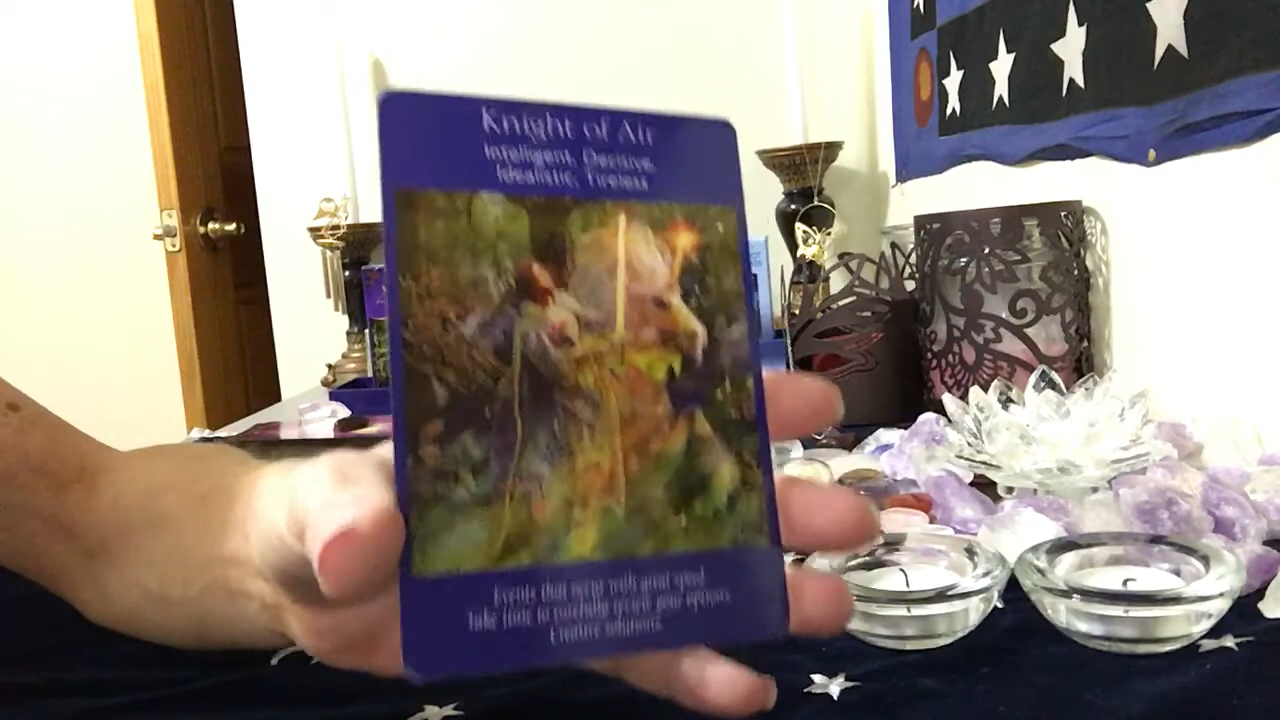 Knight of Air
Intelligent, Decisive,
Idealistic, Tireless
Events that occur with great speed.
Take time to carefully weigh your options.
Creative solutions.